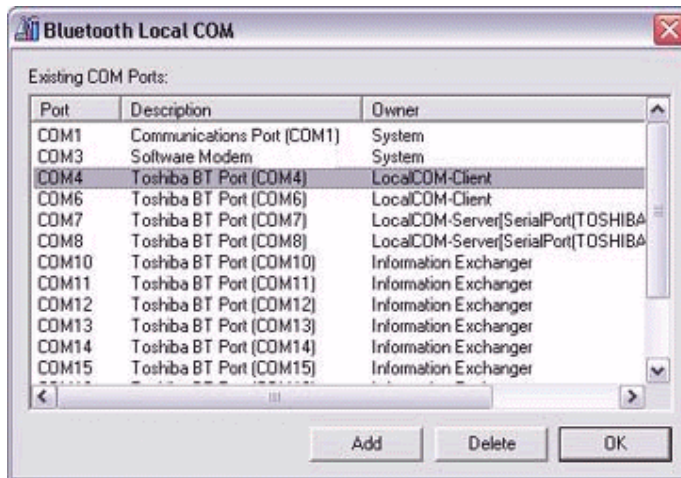 Bluetooth Local COM
Existing COM Ports:
Port Description Owner
COM1 Communications Port (COM1) System
COM3 Software Modem System
COM4 Toshiba BT Port (COM4) LocalCOM-Client
COM6 Toshiba BT Port (COM6) LocalCOM-Client
COM7 Toshiba BT Port (COM7) LocalCOM-Server[SerialPort(TOSHIBA
COM8 Toshiba BT Port (COM8) LocalCOM-Server[SerialPort(TOSHIBA
COM10 Toshiba BT Port (COM10) Information Exchanger
COM11 Toshiba BT Port (COM11) Information Exchanger
COM12 Toshiba BT Port (COM12) Information Exchanger
COM13 Toshiba BT Port (COM13) Information Exchanger
COM14 Toshiba BT Port (COM14) Information Exchanger
COM15 Toshiba BT Port (COM15) Information Exchanger
Add Delete OK